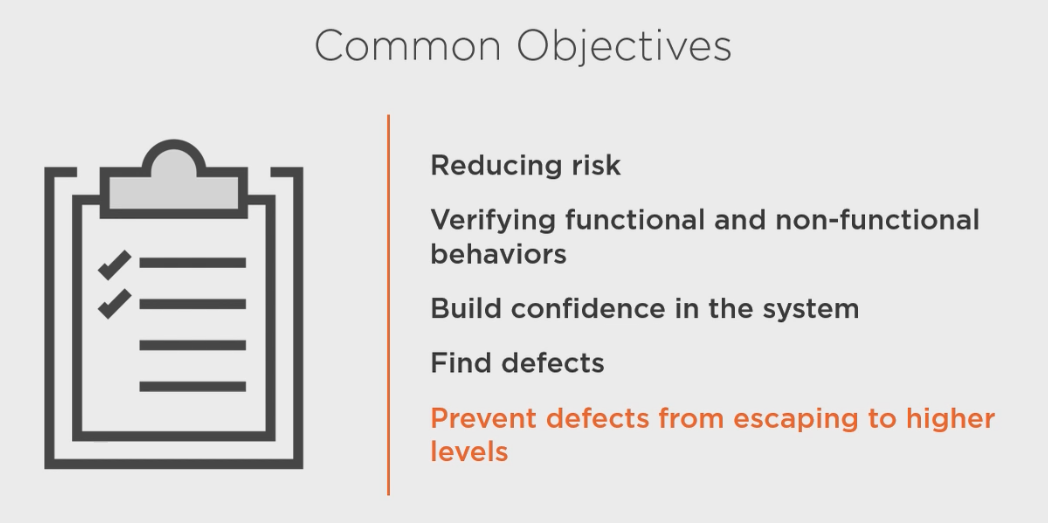 Common Objectives
Reducing risk
Verifying functional and non-functional
behaviors
Build confidence in the system
Find defects
Prevent defects from escaping to higher
levels